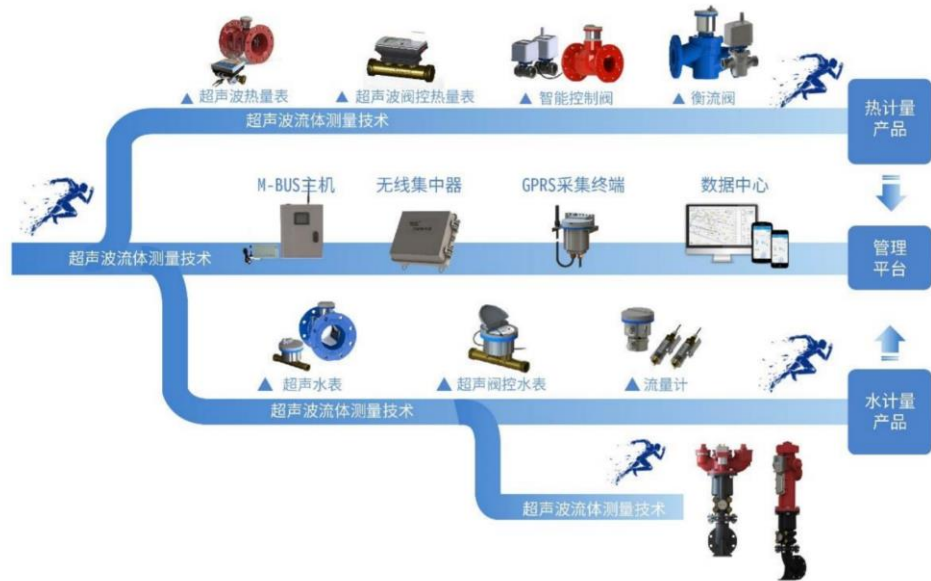 ▲ 超声波热量表
▲ 超声波阀控热量表
▲ 智能控制阀
▲ 衡流阀
超声波流体测量技术
热计量
产品
M-BUS主机
无线集中器
GPRS采集终端
数据中心
超声波流体测量技术
管理
平台
▲ 超声水表
▲ 超声阀控水表
▲ 流量计
超声波流体测量技术
水计量
产品
超声波流体测量技术